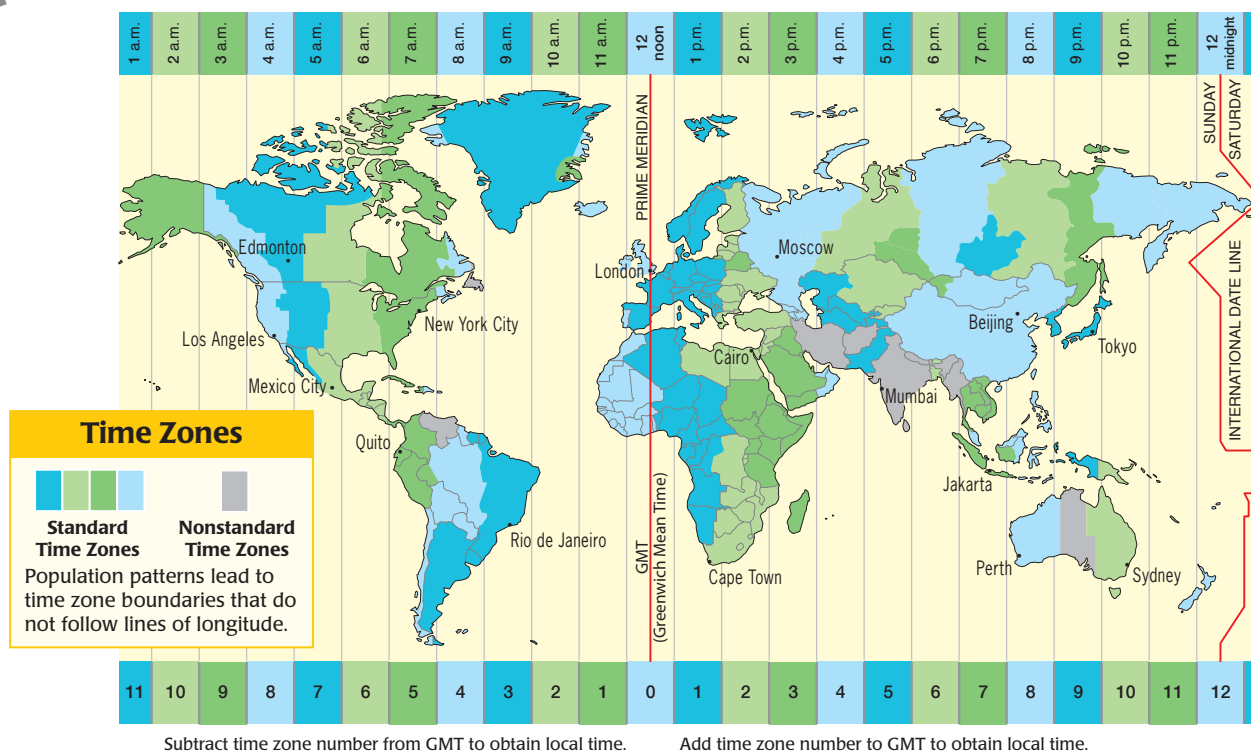 1 a.m.
2 a.m.
3 a.m.
4 a.m.
5 a.m.
6 a.m.
7 a.m.
8 a.m.
9 a.m.
10 a.m.
11 a.m.
12
noon
1 p.m.
2 p.m.
3 p.m.
4 p.m.
5 p.m.
6 p.m.
7 p.m.
8 p.m.
9 p.m.
10 p.m.
11 p.m.
12
midnight
SUNDAY
SATURDAY
PRIME MERIDIAN
INTERNATIONAL DATE LINE
Edmonton
London
Moscow
Los Angeles
New York City
Beijing
Tokyo
Mexico City
Cairo
Mumbai
Quito
Jakarta
Rio de Janeiro
GMT
(Greenwich Mean Time)
Cape Town
Perth
Sydney
Time Zones
Standard
Time Zones
Nonstandard
Time Zones
Population patterns lead to
time zone boundaries that do
not follow lines of longitude.
11
10
9
8
7
6
5
4
3
2
1
0
1
2
3
4
5
6
7
8
9
10
11
12
Subtract time zone number from GMT to obtain local time.
Add time zone number to GMT to obtain local time.